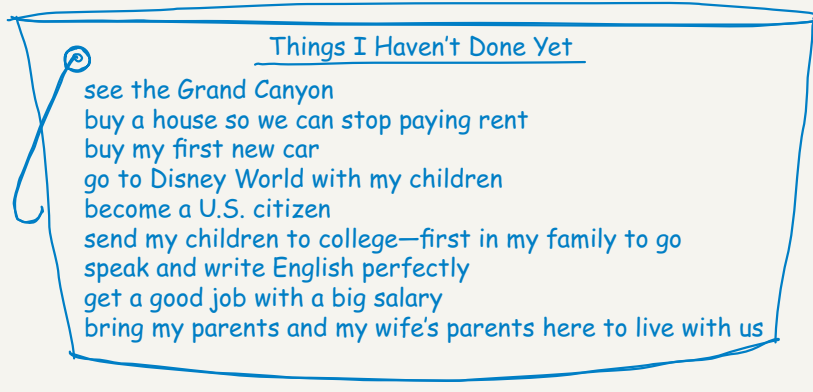 Things I Haven't Done Yet
see the Grand Canyon
buy a house so we can stop paying rent
buy my first new car
go to Disney World with my children
become a U.S. citizen
send my children to college—first in my family to go
speak and write English perfectly
get a good job with a big salary
bring my parents and my wife's parents here to live with us